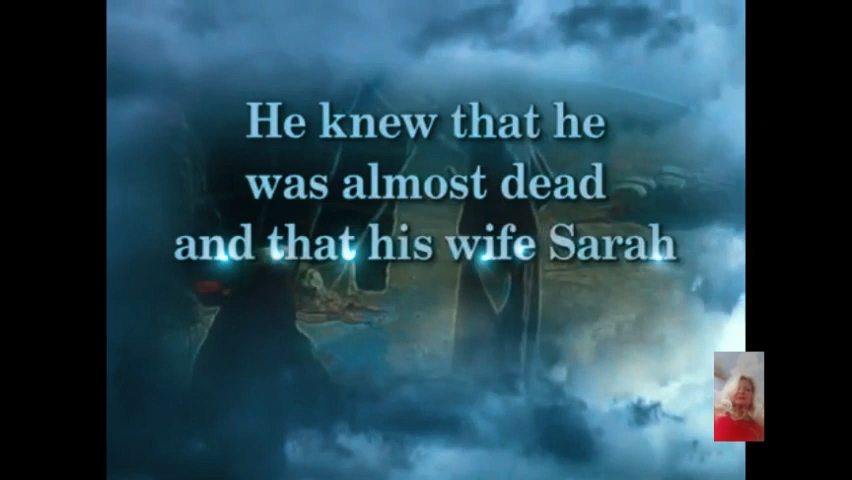 He knew that he
was almost dead
and that his wife Sarah